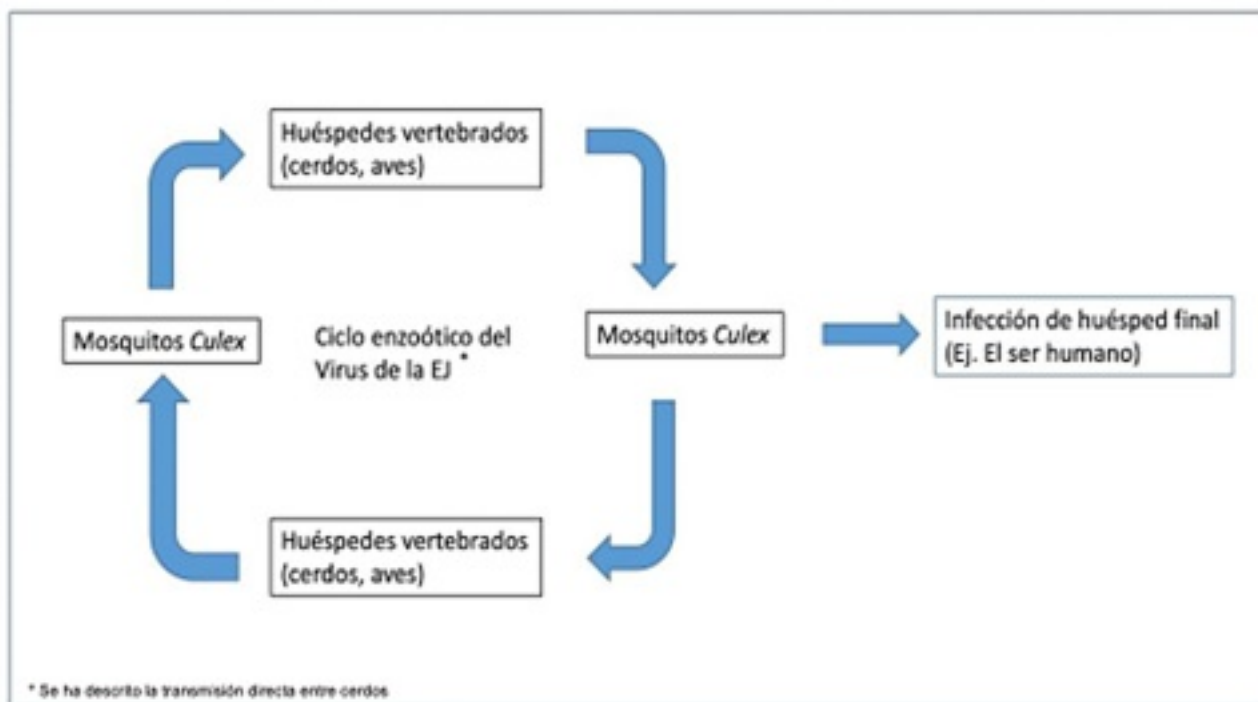 Huéspedes vertebrados
(cerdos, aves)
Mosquitos Culex
Ciclo enzoótico del
Virus de la EJ *
Mosquitos Culex
Infección de huésped final
(Ej. El ser humano)
Huéspedes vertebrados
(cerdos, aves)
* Se ha descrito la transmisión directa entre cerdos